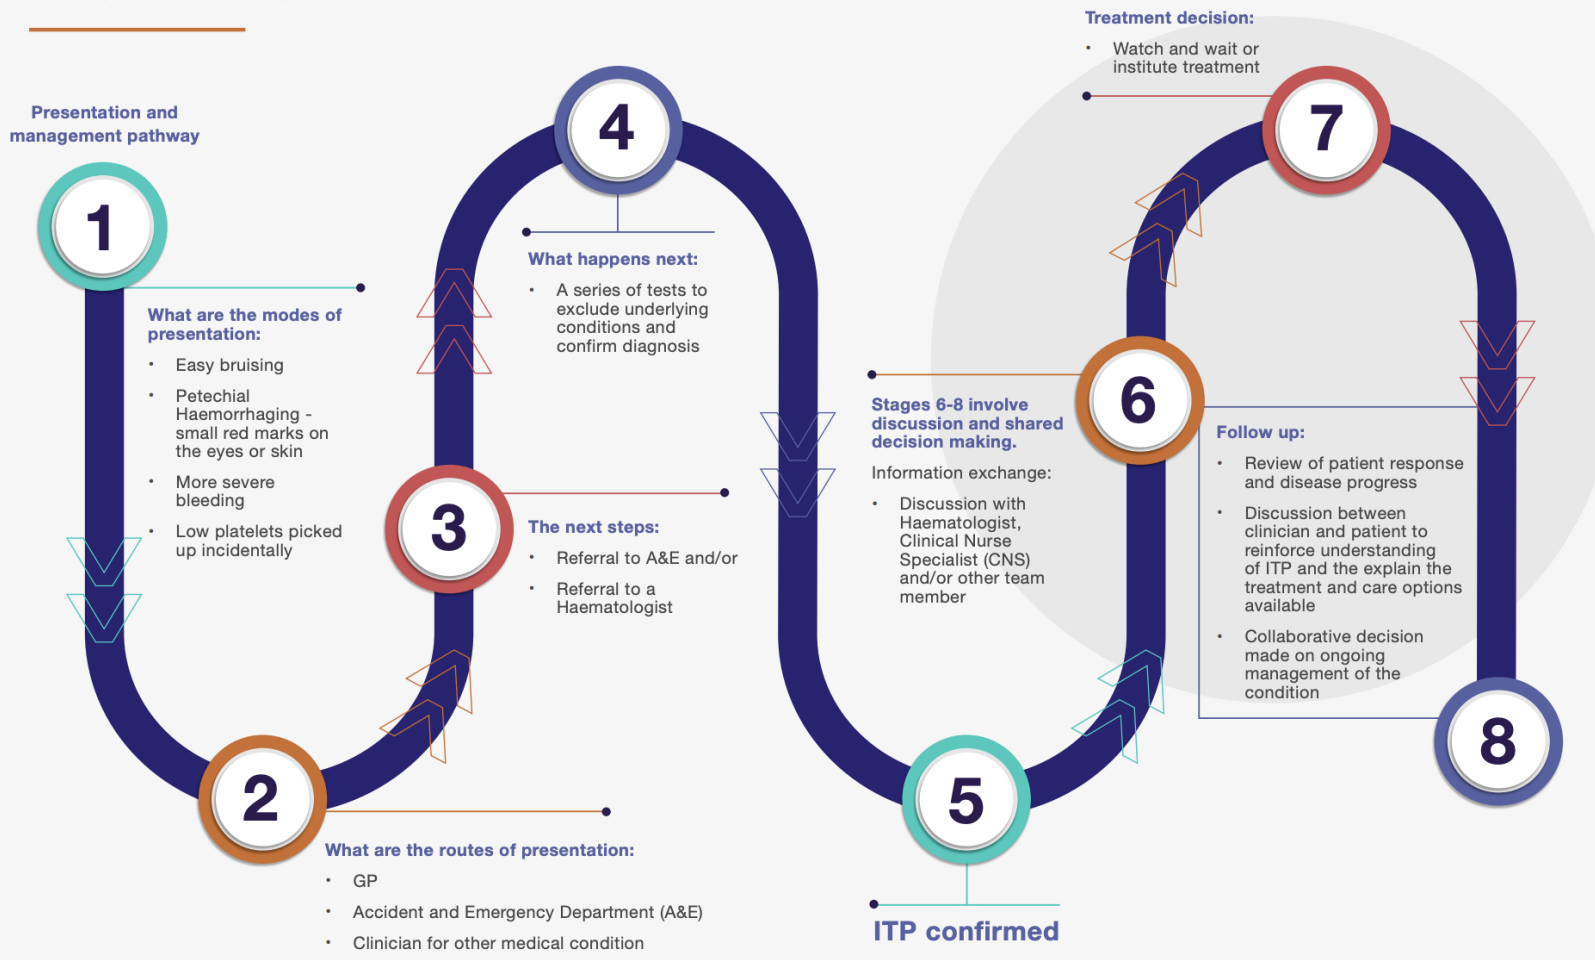 Presentation and
management pathway
1
What are the modes of
presentation:
• Easy bruising
• Petechial
Haemorrhaging -
small red marks on
the eyes or skin
• More severe
bleeding
• Low platelets picked
up incidentally
2
What are the routes of presentation:
• GP
• Accident and Emergency Department (A&E)
• Clinician for other medical condition
3
The next steps:
• Referral to A&E and/or
• Referral to a
Haematologist
4
What happens next:
• A series of tests to
exclude underlying
conditions and
confirm diagnosis
5
ITP confirmed
6
Stages 6-8 involve
discussion and shared
decision making.
Information exchange:
• Discussion with
Haematologist,
Clinical Nurse
Specialist (CNS)
and/or other team
member
Treatment decision:
• Watch and wait or
institute treatment
7
Follow up:
• Review of patient response
and disease progress
• Discussion between
clinician and patient to
reinforce understanding
of ITP and the explain the
treatment and care options
available
• Collaborative decision
made on ongoing
management of the
condition
8